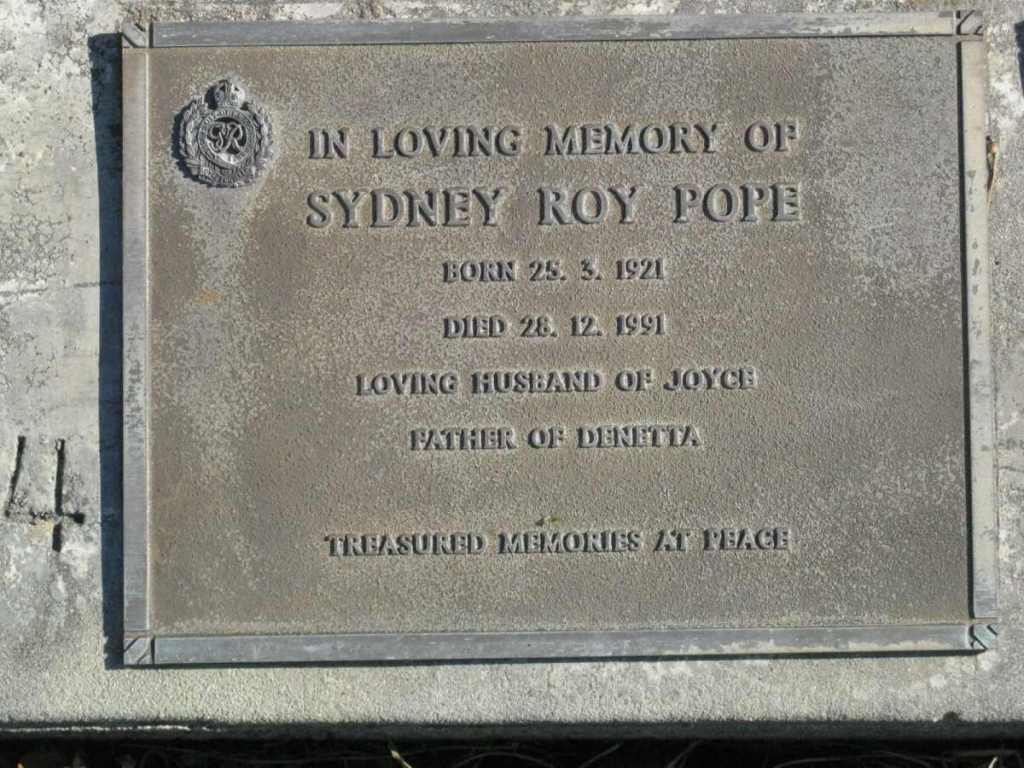 IN LOVING MEMORY OF
SYDNEY ROY POPE
BORN 25. 3. 1921
DIED 28. 12. 1991
LOVING HUSBAND OF JOYCE
FATHER OF DENETTA
4
TREASURED MEMORIES AT PEACE